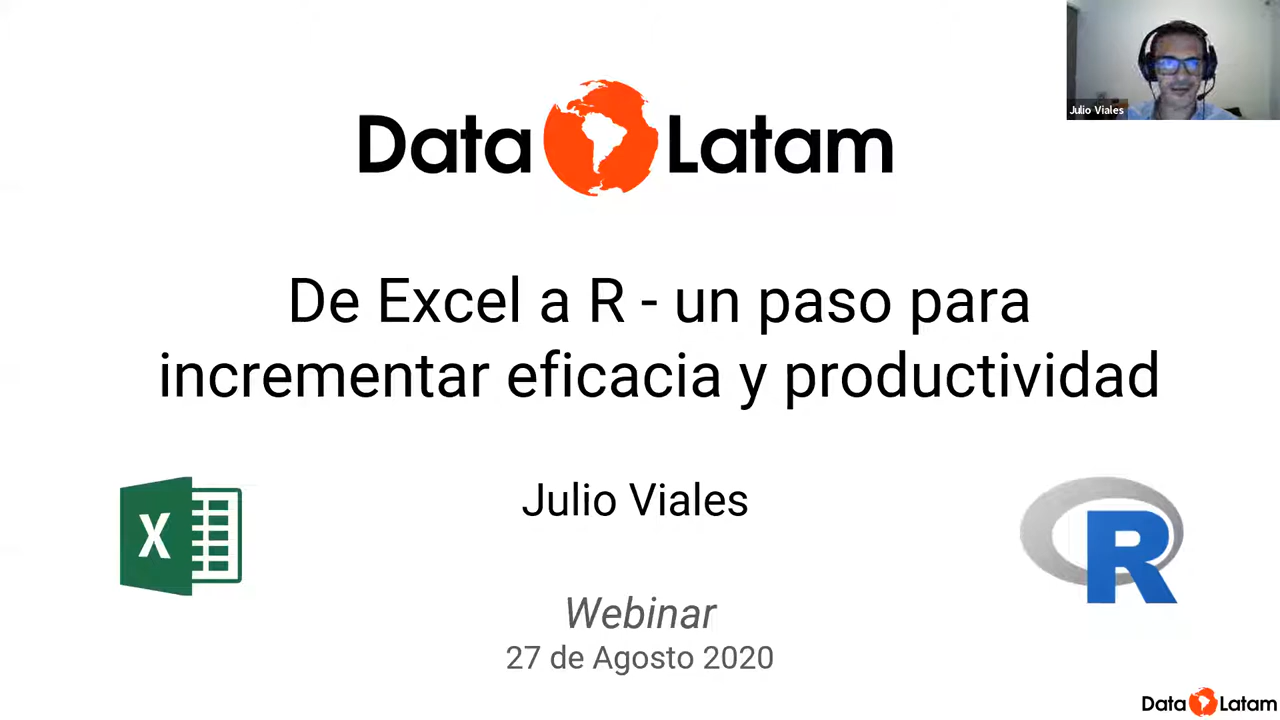 Julio Viales
Data Latam
De Excel a R - un paso para
incrementar eficacia y productividad
Julio Viales
X
R
Webinar
27 de Agosto 2020
Data Latam